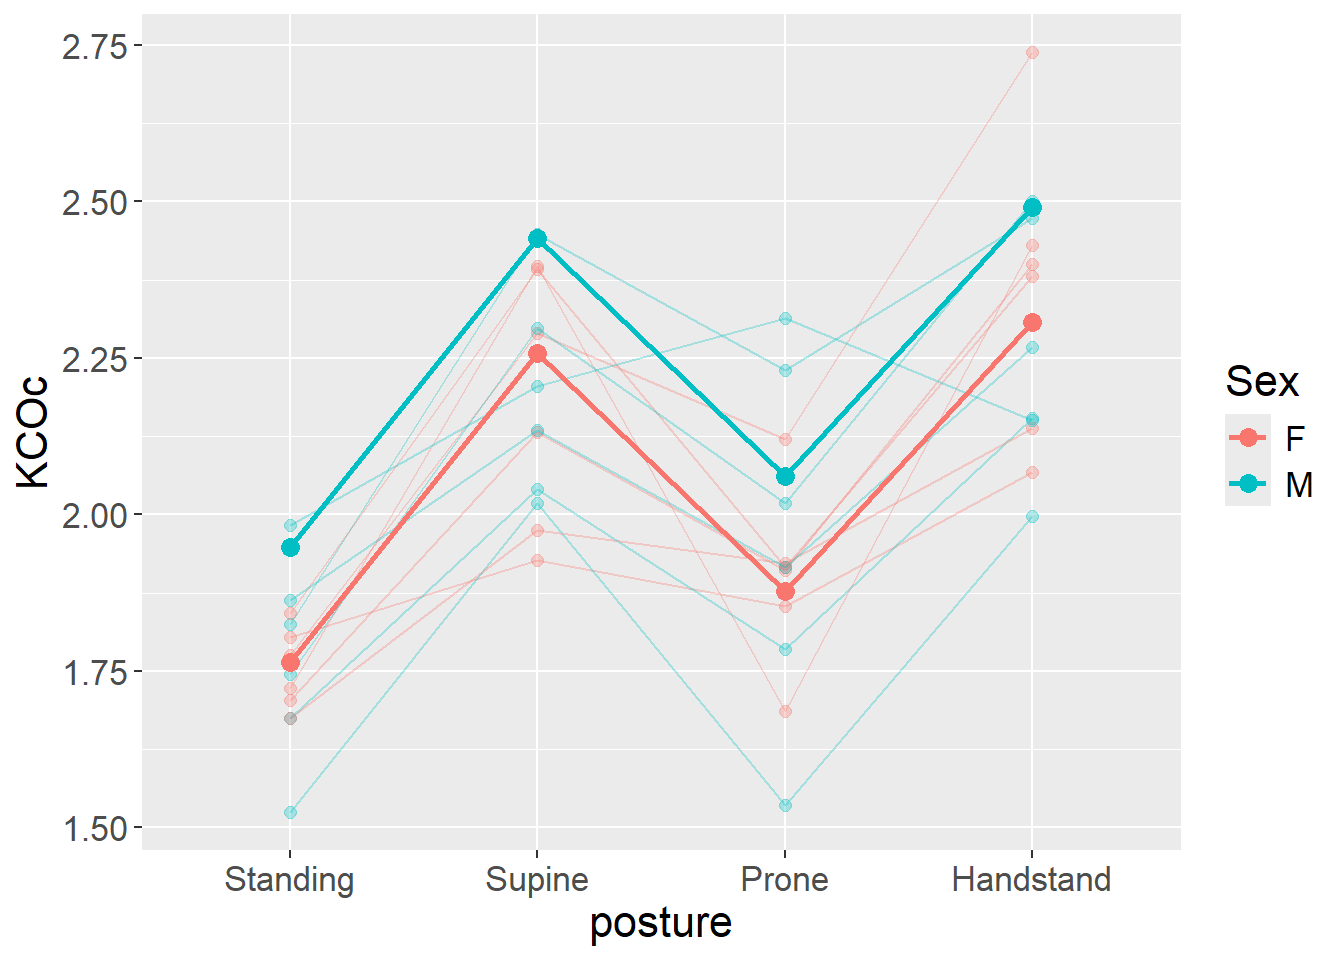 2.75
2.50
2.25
2.00
1.75
1.50
KCOc
Standing Supine Prone Handstand
posture
Sex
F
M